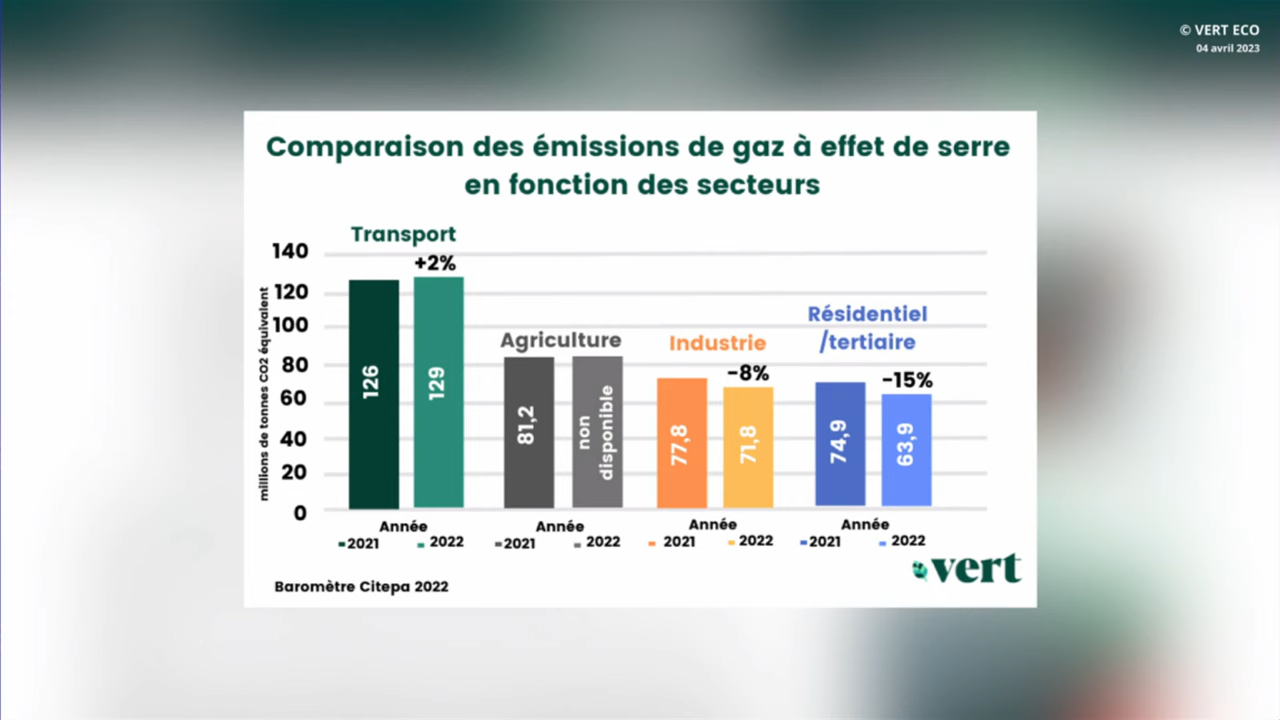 © VERT ECO
04 avril 2023
Comparaison des émissions de gaz à effet de serre
en fonction des secteurs
millions de tonnes CO2 équivalent
140
120
100
80
60
40
20
0
Transport
+2%
126
129
Agriculture
81,2
non
disponible
Industrie
-8%
77,8
71,8
Résidentiel
/tertiaire
-15%
74,9
63,9
Année
2021 2022
Année
2021 2022
Année
2021 2022
Année
2021 2022
Baromètre Citepa 2022
vert